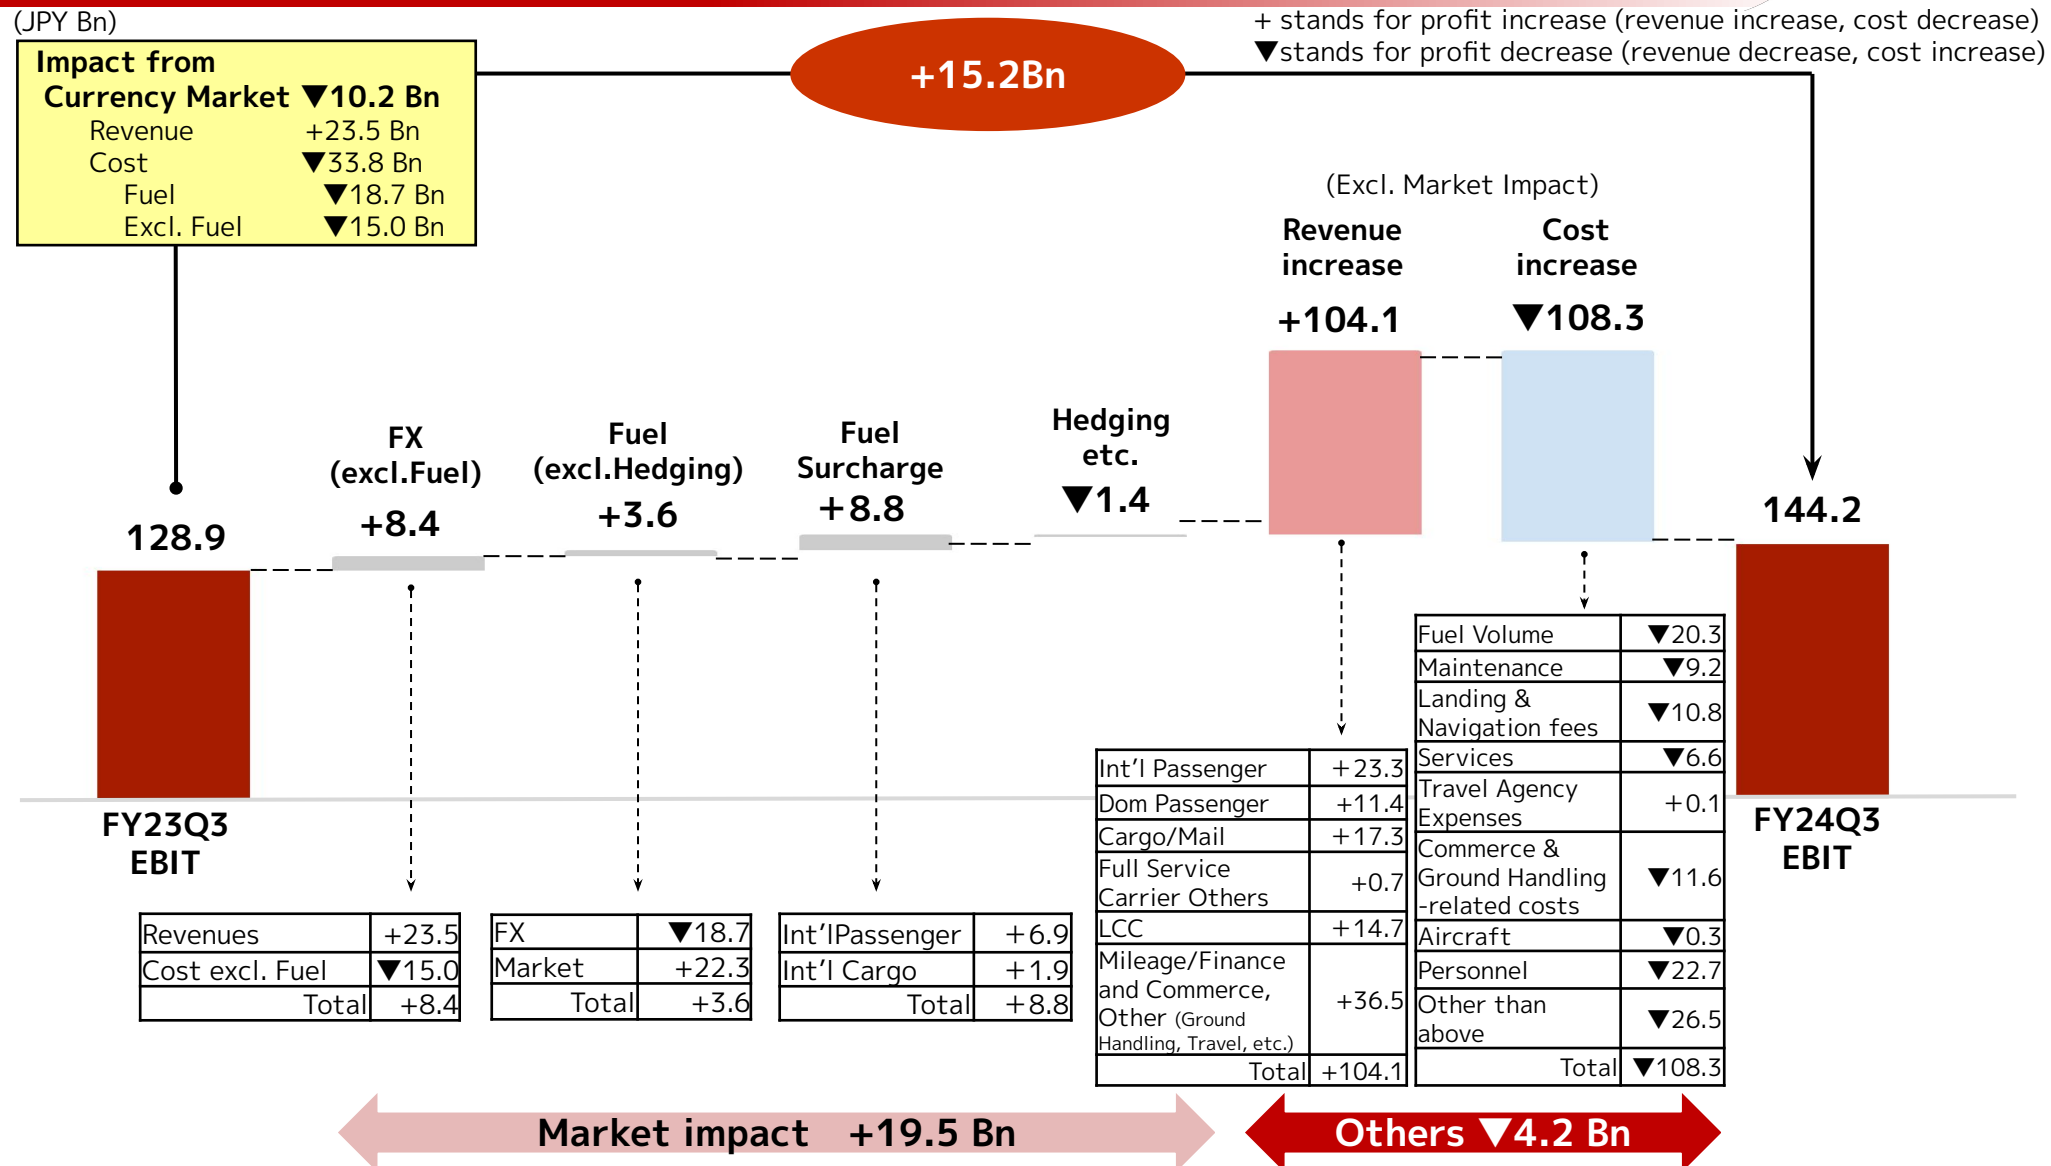 (JPY Bn)
+ stands for profit increase (revenue increase, cost decrease)
▼stands for profit decrease (revenue decrease, cost increase)
Impact from
Currency Market ▼10.2 Bn
Revenue +23.5 Bn
Cost ▼33.8 Bn
Fuel ▼18.7 Bn
Excl. Fuel ▼15.0 Bn
+15.2Bn
(Excl. Market Impact)
Revenue
increase
+104.1
Cost
increase
▼108.3
128.9
FX
(excl.Fuel)
+8.4
Fuel
(excl.Hedging)
+3.6
Fuel
Surcharge
+8.8
Hedging
etc.
▼1.4
144.2
FY23Q3
EBIT
FY24Q3
EBIT
Revenues +23.5
Cost excl. Fuel ▼15.0
Total +8.4
FX ▼18.7
Market +22.3
Total +3.6
Int'lPassenger +6.9
Int'l Cargo +1.9
Total +8.8
Int'l Passenger +23.3
Dom Passenger +11.4
Cargo/Mail +17.3
Full Service
Carrier Others +0.7
LCC +14.7
Mileage/Finance
and Commerce,
Other (Ground
Handling, Travel, etc.) +36.5
Total +104.1
Fuel Volume ▼20.3
Maintenance ▼9.2
Landing &
Navigation fees ▼10.8
Services ▼6.6
Travel Agency
Expenses +0.1
Commerce &
Ground Handling
-related costs ▼11.6
Aircraft ▼0.3
Personnel ▼22.7
Other than
above ▼26.5
Total ▼108.3
Market impact +19.5 Bn
Others ▼4.2 Bn